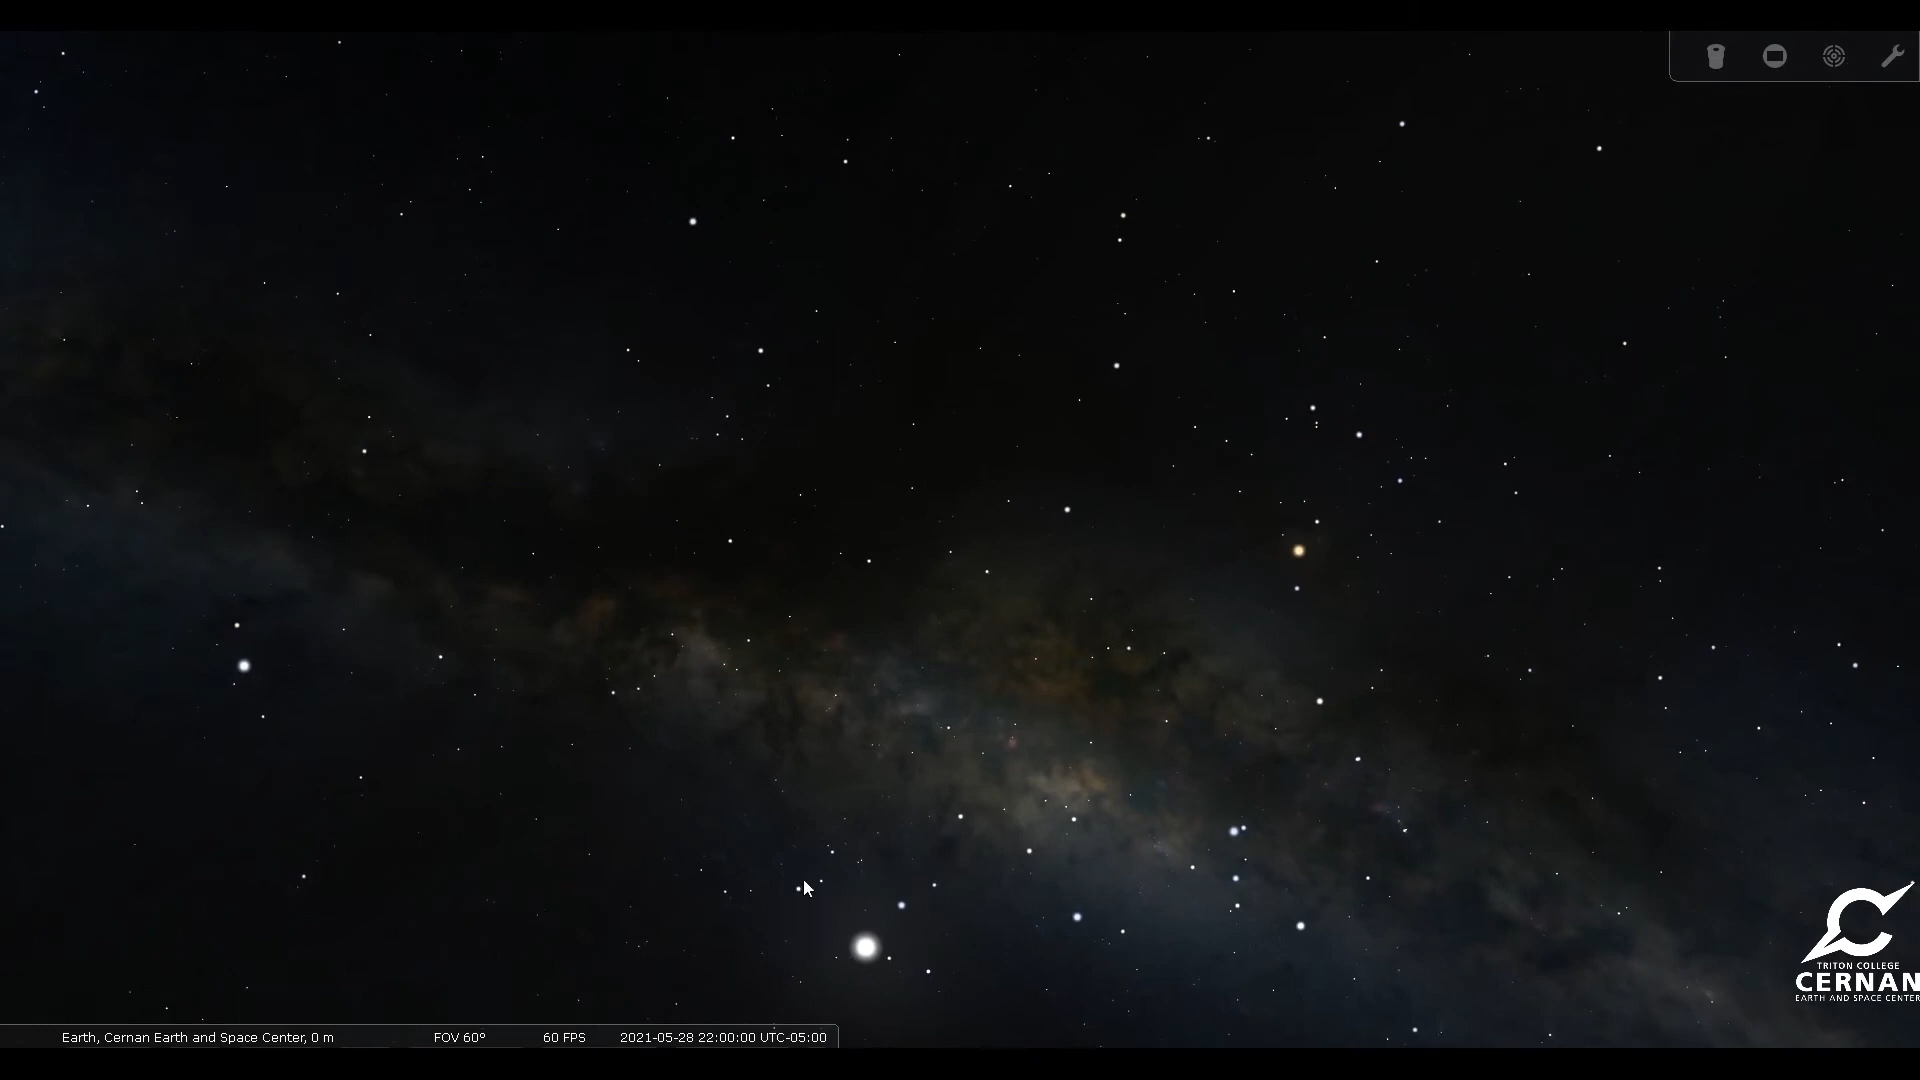 TRITON COLLEGE
CERNAN
EARTH AND SPACE CENTER
Earth, Cernan Earth and Space Center, 0 m
FOV 60°
60 FPS
2021-05-28 22:00:00 UTC-05:00